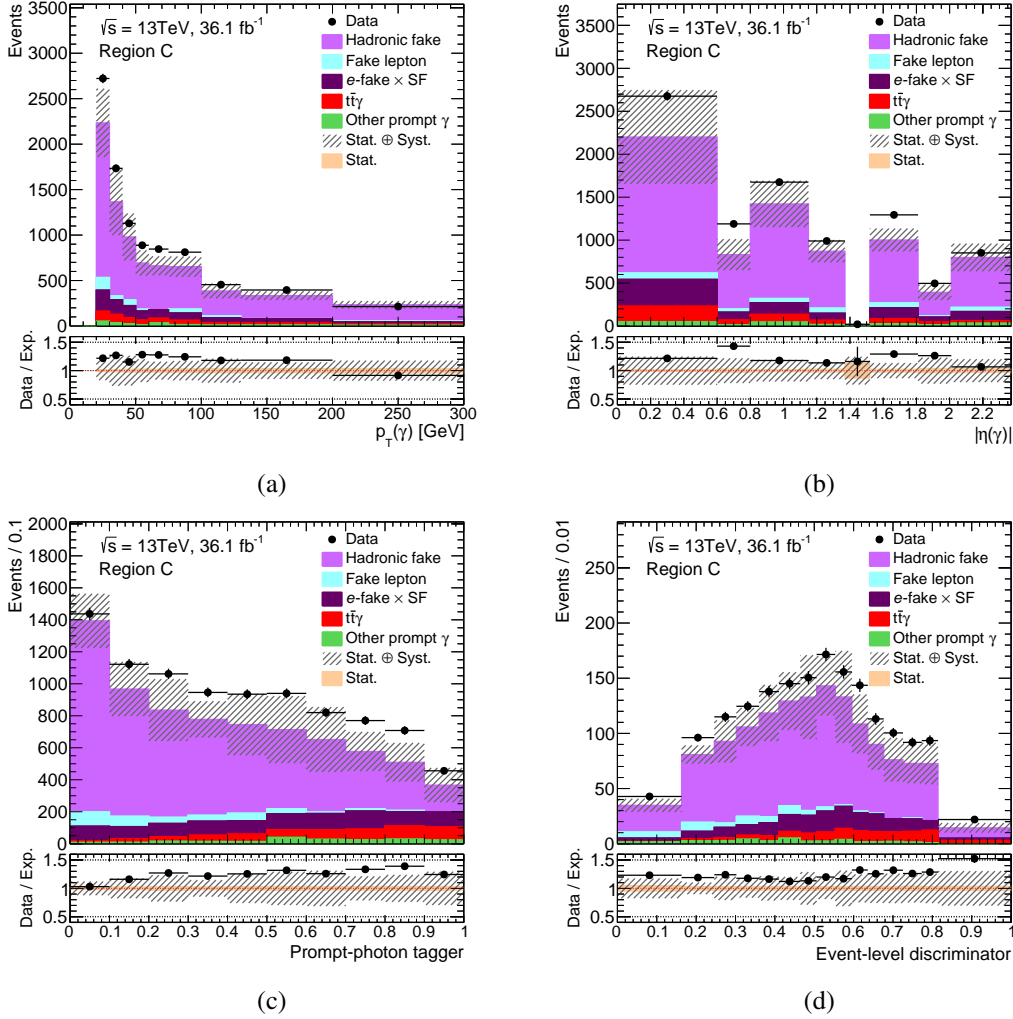 Events
3500
3000
2500
2000
1500
1000
500
0
√s = 13TeV, 36.1 fb⁻¹
Region C
Data
Hadronic fake
Fake lepton
e-fake × SF
tt̄γ
Other prompt γ
Stat. ⊕ Syst.
Stat.
Data / Exp.
1.5
1
0.5
0 50 100 150 200 250 300
p_T(γ) [GeV]
(a)
Events
3500
3000
2500
2000
1500
1000
500
0
√s = 13TeV, 36.1 fb⁻¹
Region C
Data
Hadronic fake
Fake lepton
e-fake × SF
tt̄γ
Other prompt γ
Stat. ⊕ Syst.
Stat.
Data / Exp.
1.5
1
0.5
0 0.2 0.4 0.6 0.8 1 1.2 1.4 1.6 1.8 2 2.2
|η(γ)|
(b)
Events / 0.1
2000
1800
1600
1400
1200
1000
800
600
400
200
0
√s = 13TeV, 36.1 fb⁻¹
Region C
Data
Hadronic fake
Fake lepton
e-fake × SF
tt̄γ
Other prompt γ
Stat. ⊕ Syst.
Stat.
Data / Exp.
1.5
1
0.5
0 0.1 0.2 0.3 0.4 0.5 0.6 0.7 0.8 0.9 1
Prompt-photon tagger
(c)
Events / 0.01
250
200
150
100
50
0
√s = 13TeV, 36.1 fb⁻¹
Region C
Data
Hadronic fake
Fake lepton
e-fake × SF
tt̄γ
Other prompt γ
Stat. ⊕ Syst.
Stat.
Data / Exp.
1.5
1
0.5
0 0.1 0.2 0.3 0.4 0.5 0.6 0.7 0.8 0.9 1
Event-level discriminator
(d)